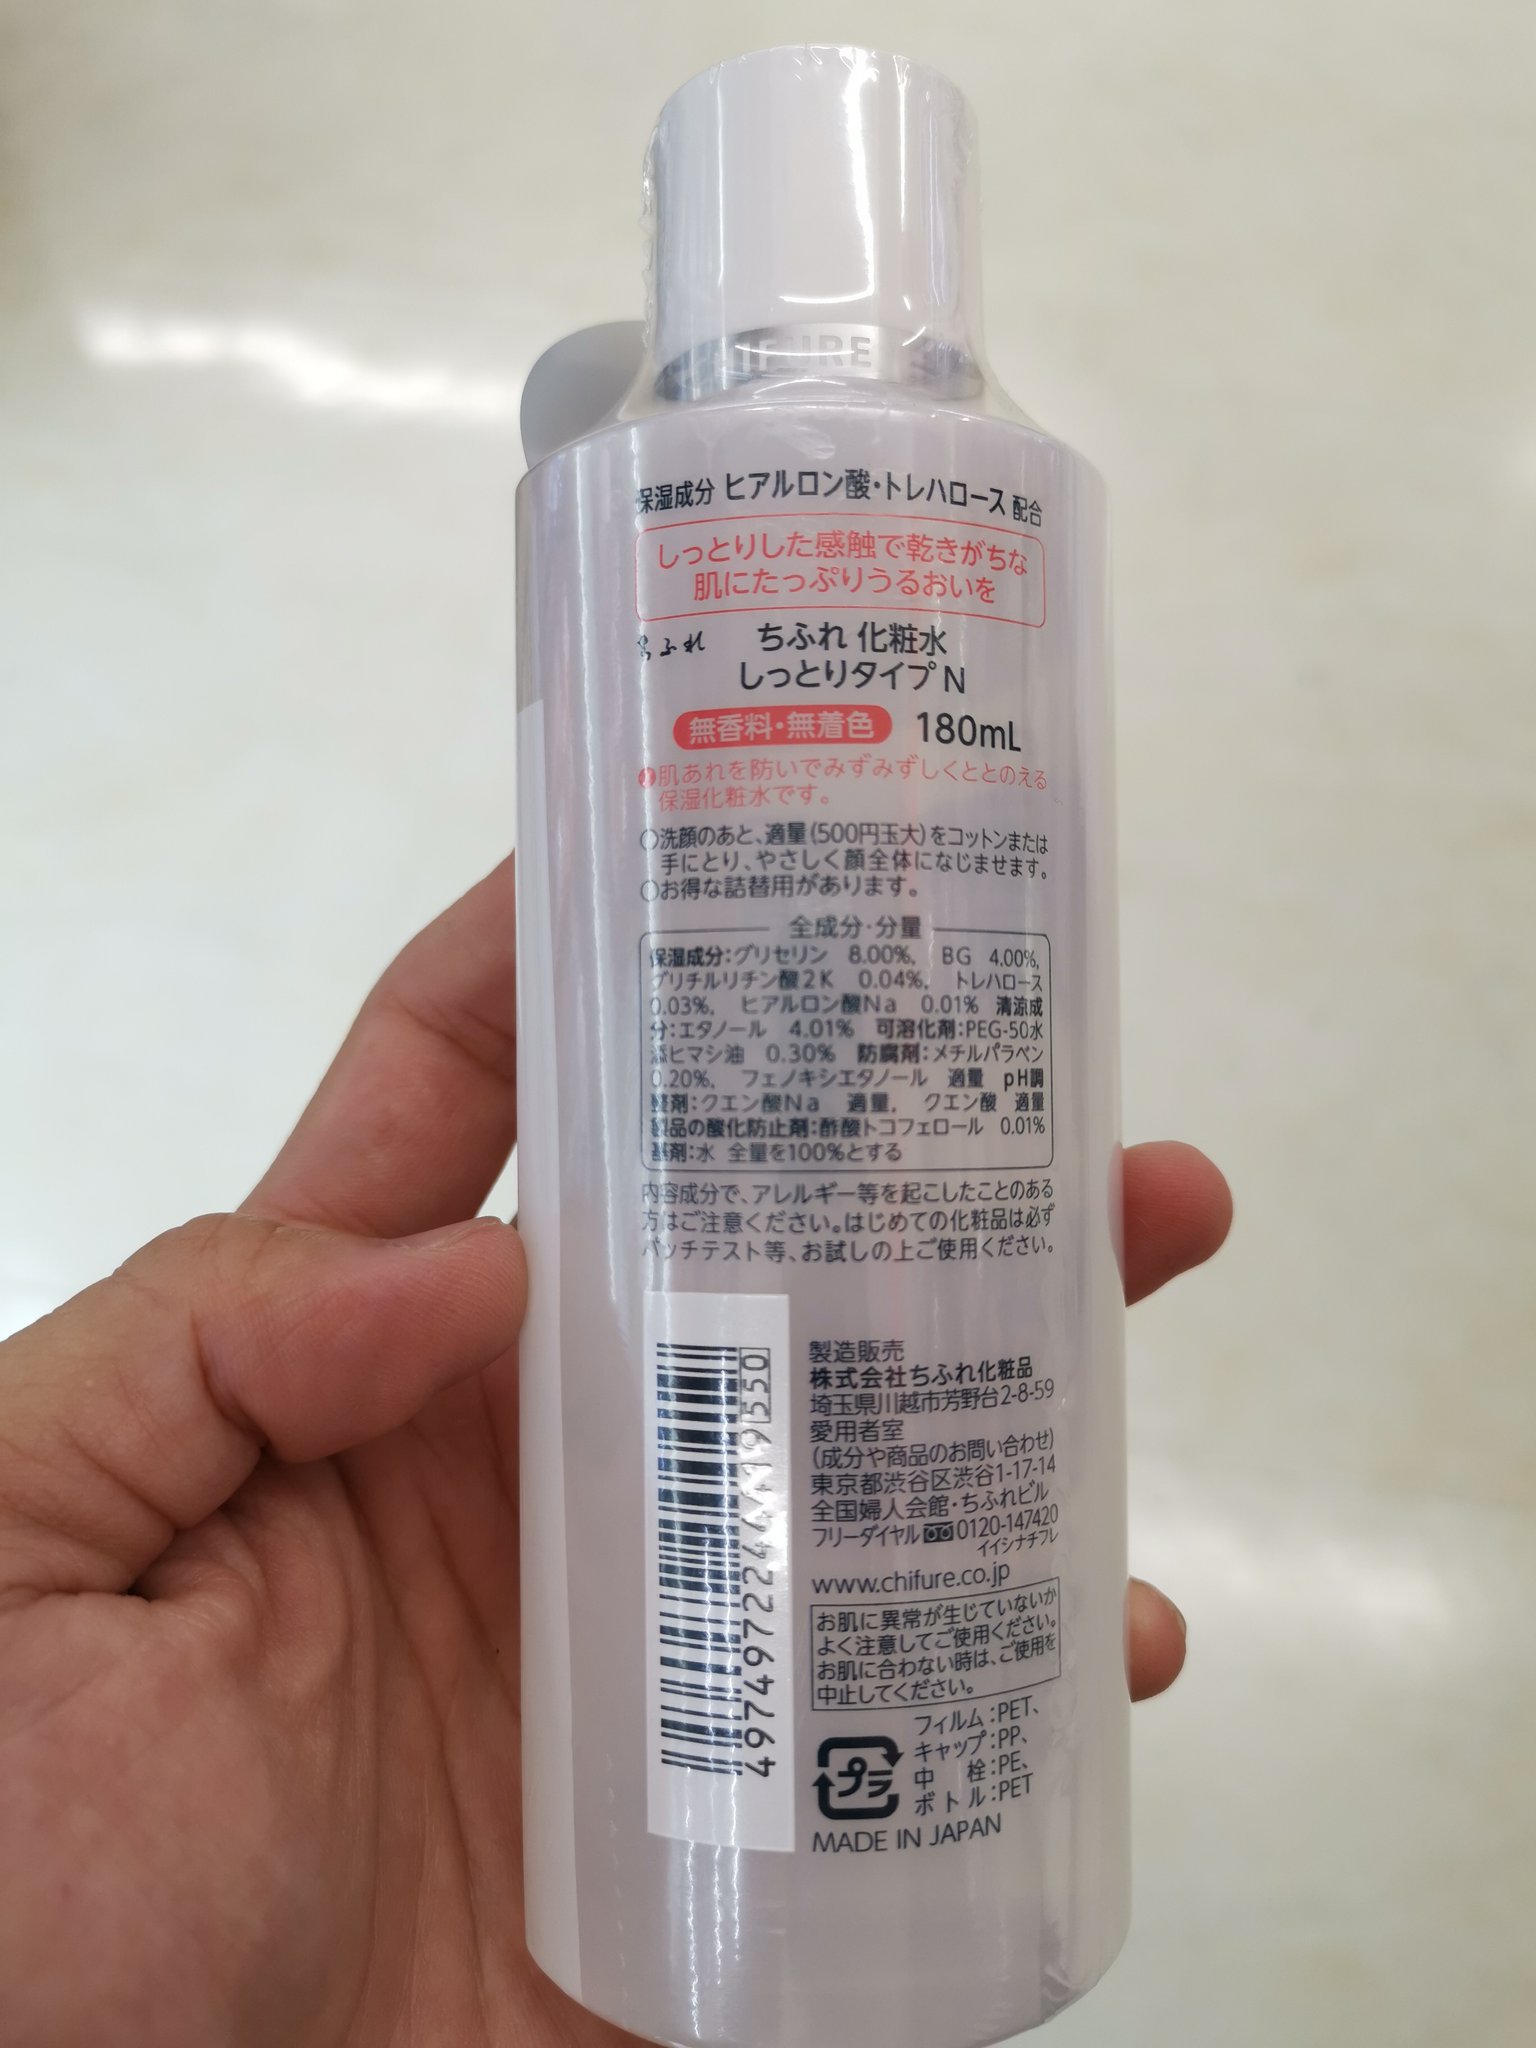 保湿成分 ヒアルロン酸・トレハロース 配合
しっとりした感触で乾きがちな
肌にたっぷりうるおいを
ちふれ ちふれ 化粧水
しっとりタイプ N
無香料・無着色 180mL
肌あれを防いでみずみずしくととのえる
保湿化粧水です。
○洗顔のあと、適量(500円玉大)をコットンまたは
手にとり、やさしく顔全体になじませます。
○お得な詰替用があります。
全成分・分量
保湿成分:グリセリン 8.00%, BG 4.00%,
グリチルリチン酸2K 0.04%, トレハロース
0.03%, ヒアルロン酸Na 0.01% 清涼成
分:エタノール 4.01% 可溶化剤:PEG-50水
添ヒマシ油 0.30% 防腐剤:メチルパラベン
0.20%, フェノキシエタノール 適量 pH調
整剤:クエン酸Na 適量, クエン酸 適量
製品の酸化防止剤:酢酸トコフェロール 0.01%
基剤:水 全量を100%とする
内容成分で、アレルギー等を起こしたことのある
方はご注意ください。はじめての化粧品は必ず
パッチテスト等、お試しの上ご使用ください。
4974972244419550
製造販売
株式会社ちふれ化粧品
埼玉県川越市芳野台2-8-59
愛用者室
(成分や商品のお問い合わせ)
東京都渋谷区渋谷1-17-14
全国婦人会館・ちふれビル
フリーダイヤル 0120-147420
イイシナチフレ
www.chifure.co.jp
お肌に異常が生じていないか
よく注意してご使用ください。
お肌に合わない時は、ご使用を
中止してください。
プラ
フィルム:PET、
キャップ:PP、
中 栓:PE、
ボトル:PET
MADE IN JAPAN